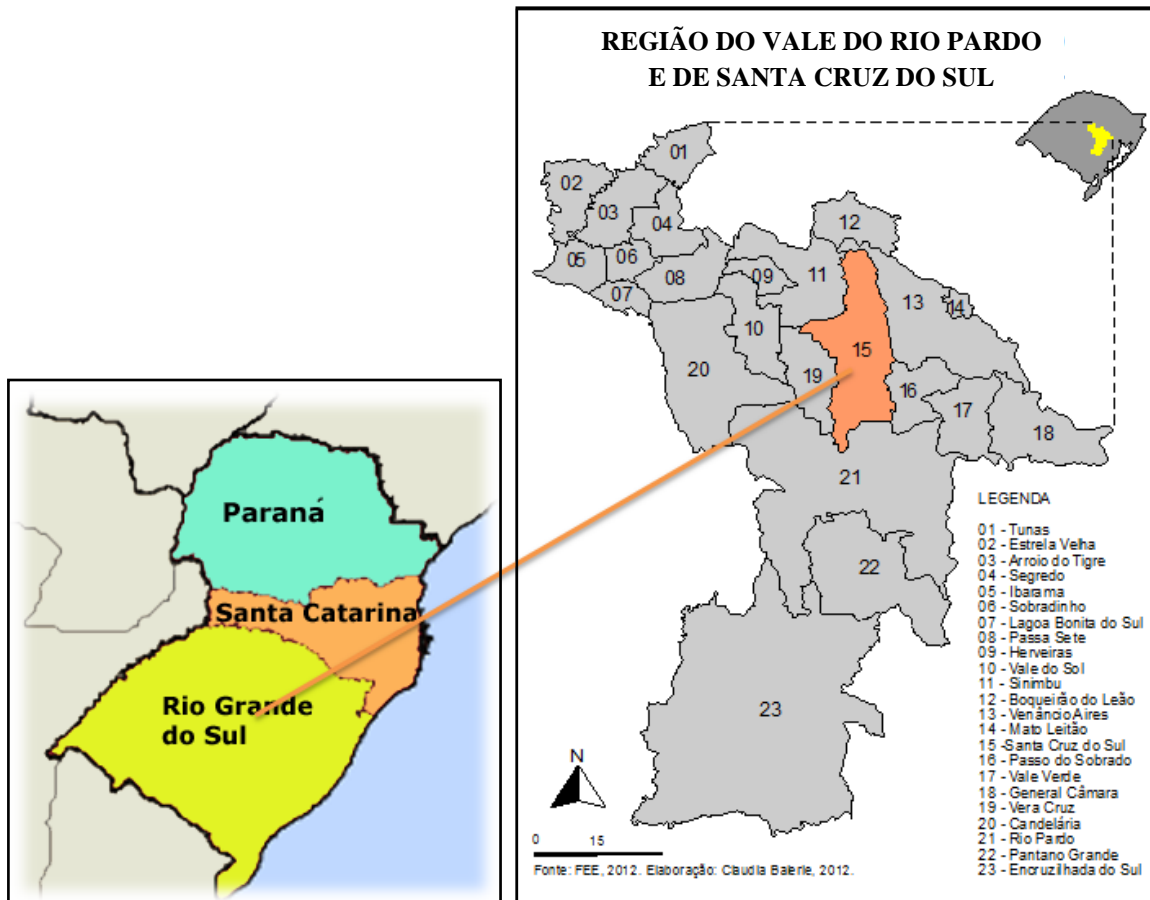 REGIÃO DO VALE DO RIO PARDO
E DE SANTA CRUZ DO SUL
01
02
03
04
05
06
07
08
09
10
11
12
13
14
15
16
17
18
19
20
21
22
23
LEGENDA
01 - Tunas
02 - Estrela Velha
03 - Arroio do Tigre
04 - Segredo
05 - Ibarama
06 - Sobradinho
07 - Lagoa Bonita do Sul
08 - Passa Sete
09 - Herveiras
10 - Vale do Sol
11 - Sinimbu
12 - Boqueirão do Leão
13 - Venâncio Aires
14 - Mato Leitão
15 -Santa Cruz do Sul
16 - Passo do Sobrado
17 - Vale Verde
18 - General Câmara
19 - Vera Cruz
20 - Candelária
21 - Rio Pardo
22 - Pantano Grande
23 - Encruzilhada do Sul
N
0 15
Fonte: FEE, 2012. Elaboração: Claudia Balerle, 2012.
Paraná
Santa Catarina
Rio Grande
do Sul